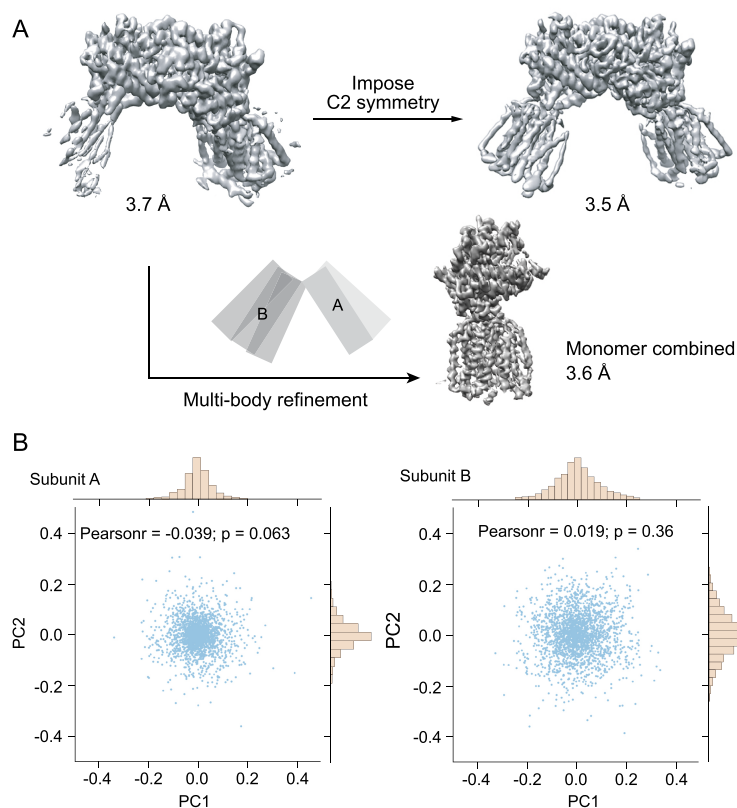 A
Impose
C2 symmetry
3.7 Å
3.5 Å
B
A
Monomer combined
3.6 Å
Multi-body refinement
B
Subunit A
Subunit B
Pearsonr = -0.039; p = 0.063
Pearsonr = 0.019; p = 0.36
0.4
0.2
0.0
-0.2
-0.4
PC2
-0.4
-0.2
0.0
0.2
0.4
PC1
0.4
0.2
0.0
-0.2
-0.4
PC2
-0.4
-0.2
0.0
0.2
0.4
PC1